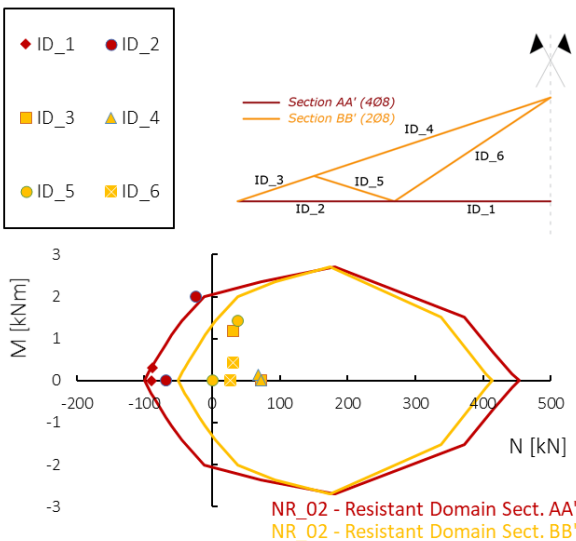 ID_1 ID_2
ID_3 ID_4
ID_5 ID_6
Section AA' (4Ø8)
Section BB' (2Ø8)
ID_4
ID_6
ID_3
ID_5
ID_2
ID_1
M [kNm]
3
2
1
0
-1
-2
-3
-200 -100 0 100 200 300 400 500
N [kN]
NR_02 - Resistant Domain Sect. AA'
NR_02 - Resistant Domain Sect. BB'